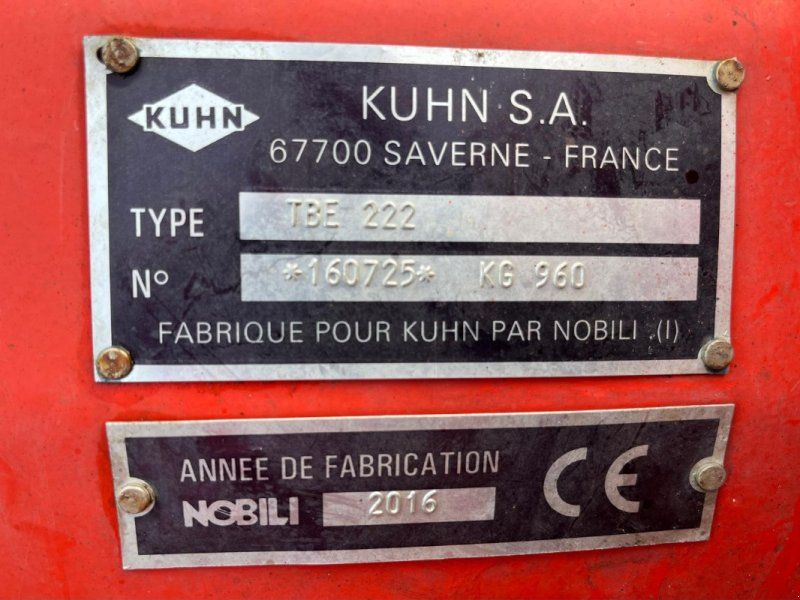 KUHN
KUHN S.A.
67700 SAVERNE - FRANCE
TYPE TBE 222
N° *160725* KG 960
FABRIQUE POUR KUHN PAR NOBILI .(I)
ANNEE DE FABRICATION
NOBILI 2016
CE